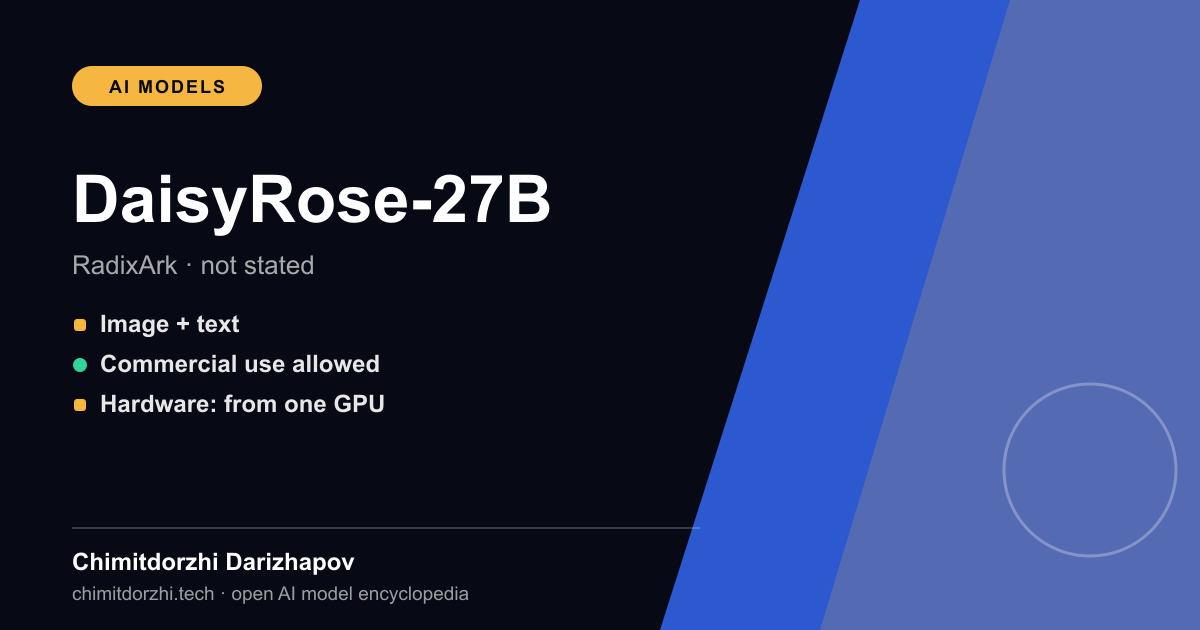 AI MODELS
DaisyRose-27B
RadixArk · not stated
Image + text
Commercial use allowed
Hardware: from one GPU
Chimitdorzhi Darizhapov
chimitdorzhi.tech · open AI model encyclopedia